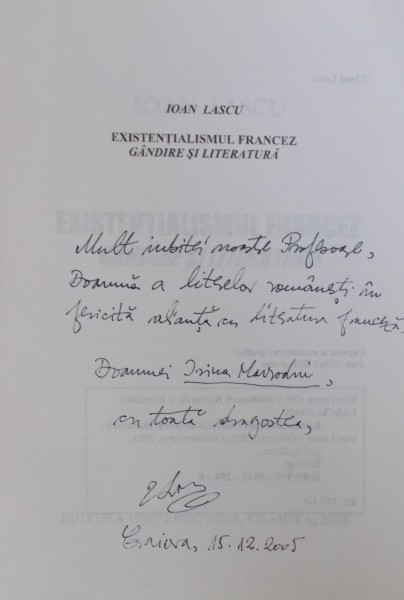 IOAN LASCU
EXISTENȚIALISMUL FRANCEZ
GÂNDIRE ȘI LITERATURĂ
Mult iubitei noastre Profesoare,
Doamnă a literelor românești în
fericită alianță cu literatura franceză,
Doamnei Irina Mavrodin,
cu toată dragostea,
Craiova, 15.12.2005